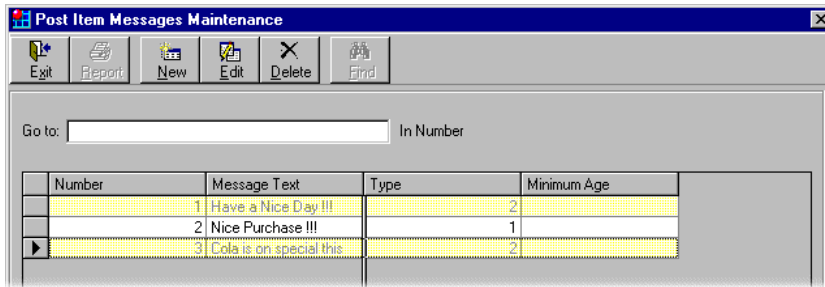 Post Item Messages Maintenance
Exit Report New Edit Delete Find
Go to: In Number
Number Message Text Type Minimum Age
1 Have a Nice Day !!! 2
2 Nice Purchase !!! 1
3 Cola is on special this 2